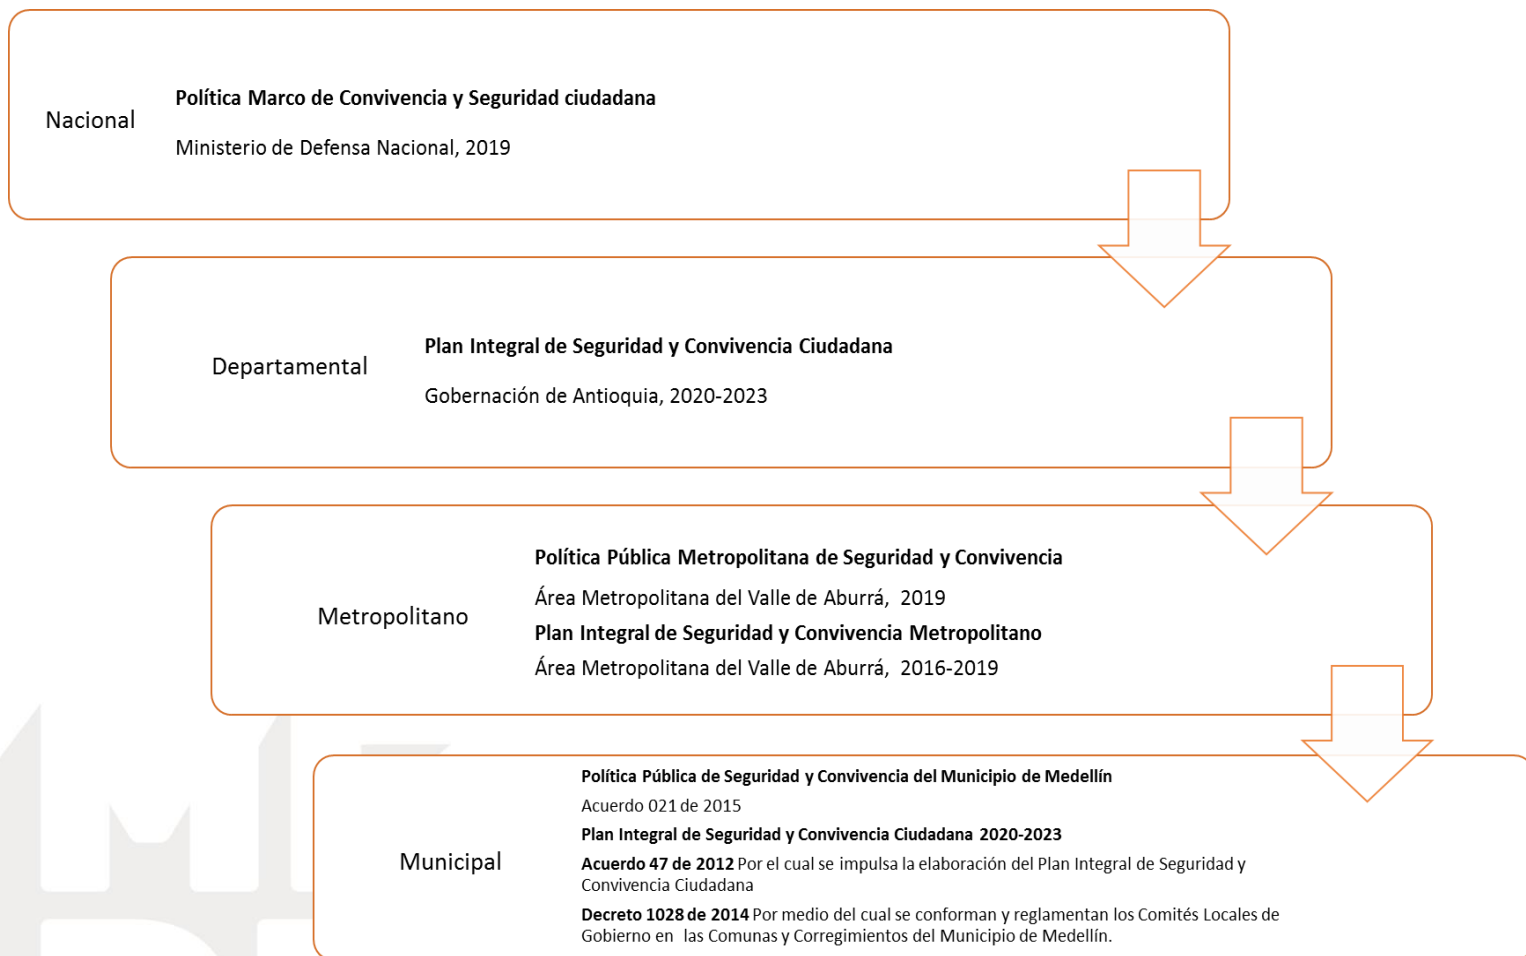 Nacional
Política Marco de Convivencia y Seguridad ciudadana
Ministerio de Defensa Nacional, 2019
Departamental
Plan Integral de Seguridad y Convivencia Ciudadana
Gobernación de Antioquia, 2020-2023
Metropolitano
Política Pública Metropolitana de Seguridad y Convivencia
Área Metropolitana del Valle de Aburrá, 2019
Plan Integral de Seguridad y Convivencia Metropolitano
Área Metropolitana del Valle de Aburrá, 2016-2019
Municipal
Política Pública de Seguridad y Convivencia del Municipio de Medellín
Acuerdo 021 de 2015
Plan Integral de Seguridad y Convivencia Ciudadana 2020-2023
Acuerdo 47 de 2012 Por el cual se impulsa la elaboración del Plan Integral de Seguridad y
Convivencia Ciudadana
Decreto 1028 de 2014 Por medio del cual se conforman y reglamentan los Comités Locales de
Gobierno en las Comunas y Corregimientos del Municipio de Medellín.